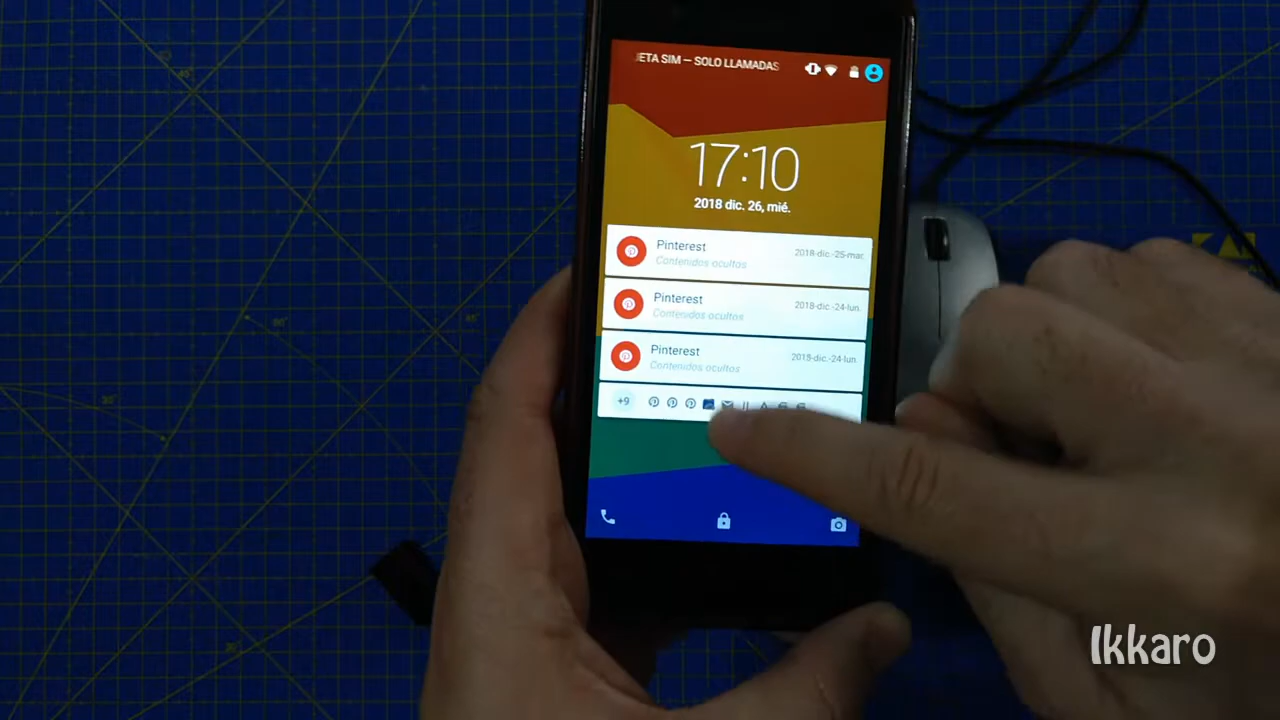 JETA SIM – SOLO LLAMADAS
17:10
2018 dic. 26, mié.
Pinterest
2018-dic.-25-mar.
Contenidos ocultos
Pinterest
2018-dic.-24-lun.
Contenidos ocultos
Pinterest
2018-dic.-24-lun.
Contenidos ocultos
+9
Ikkaro